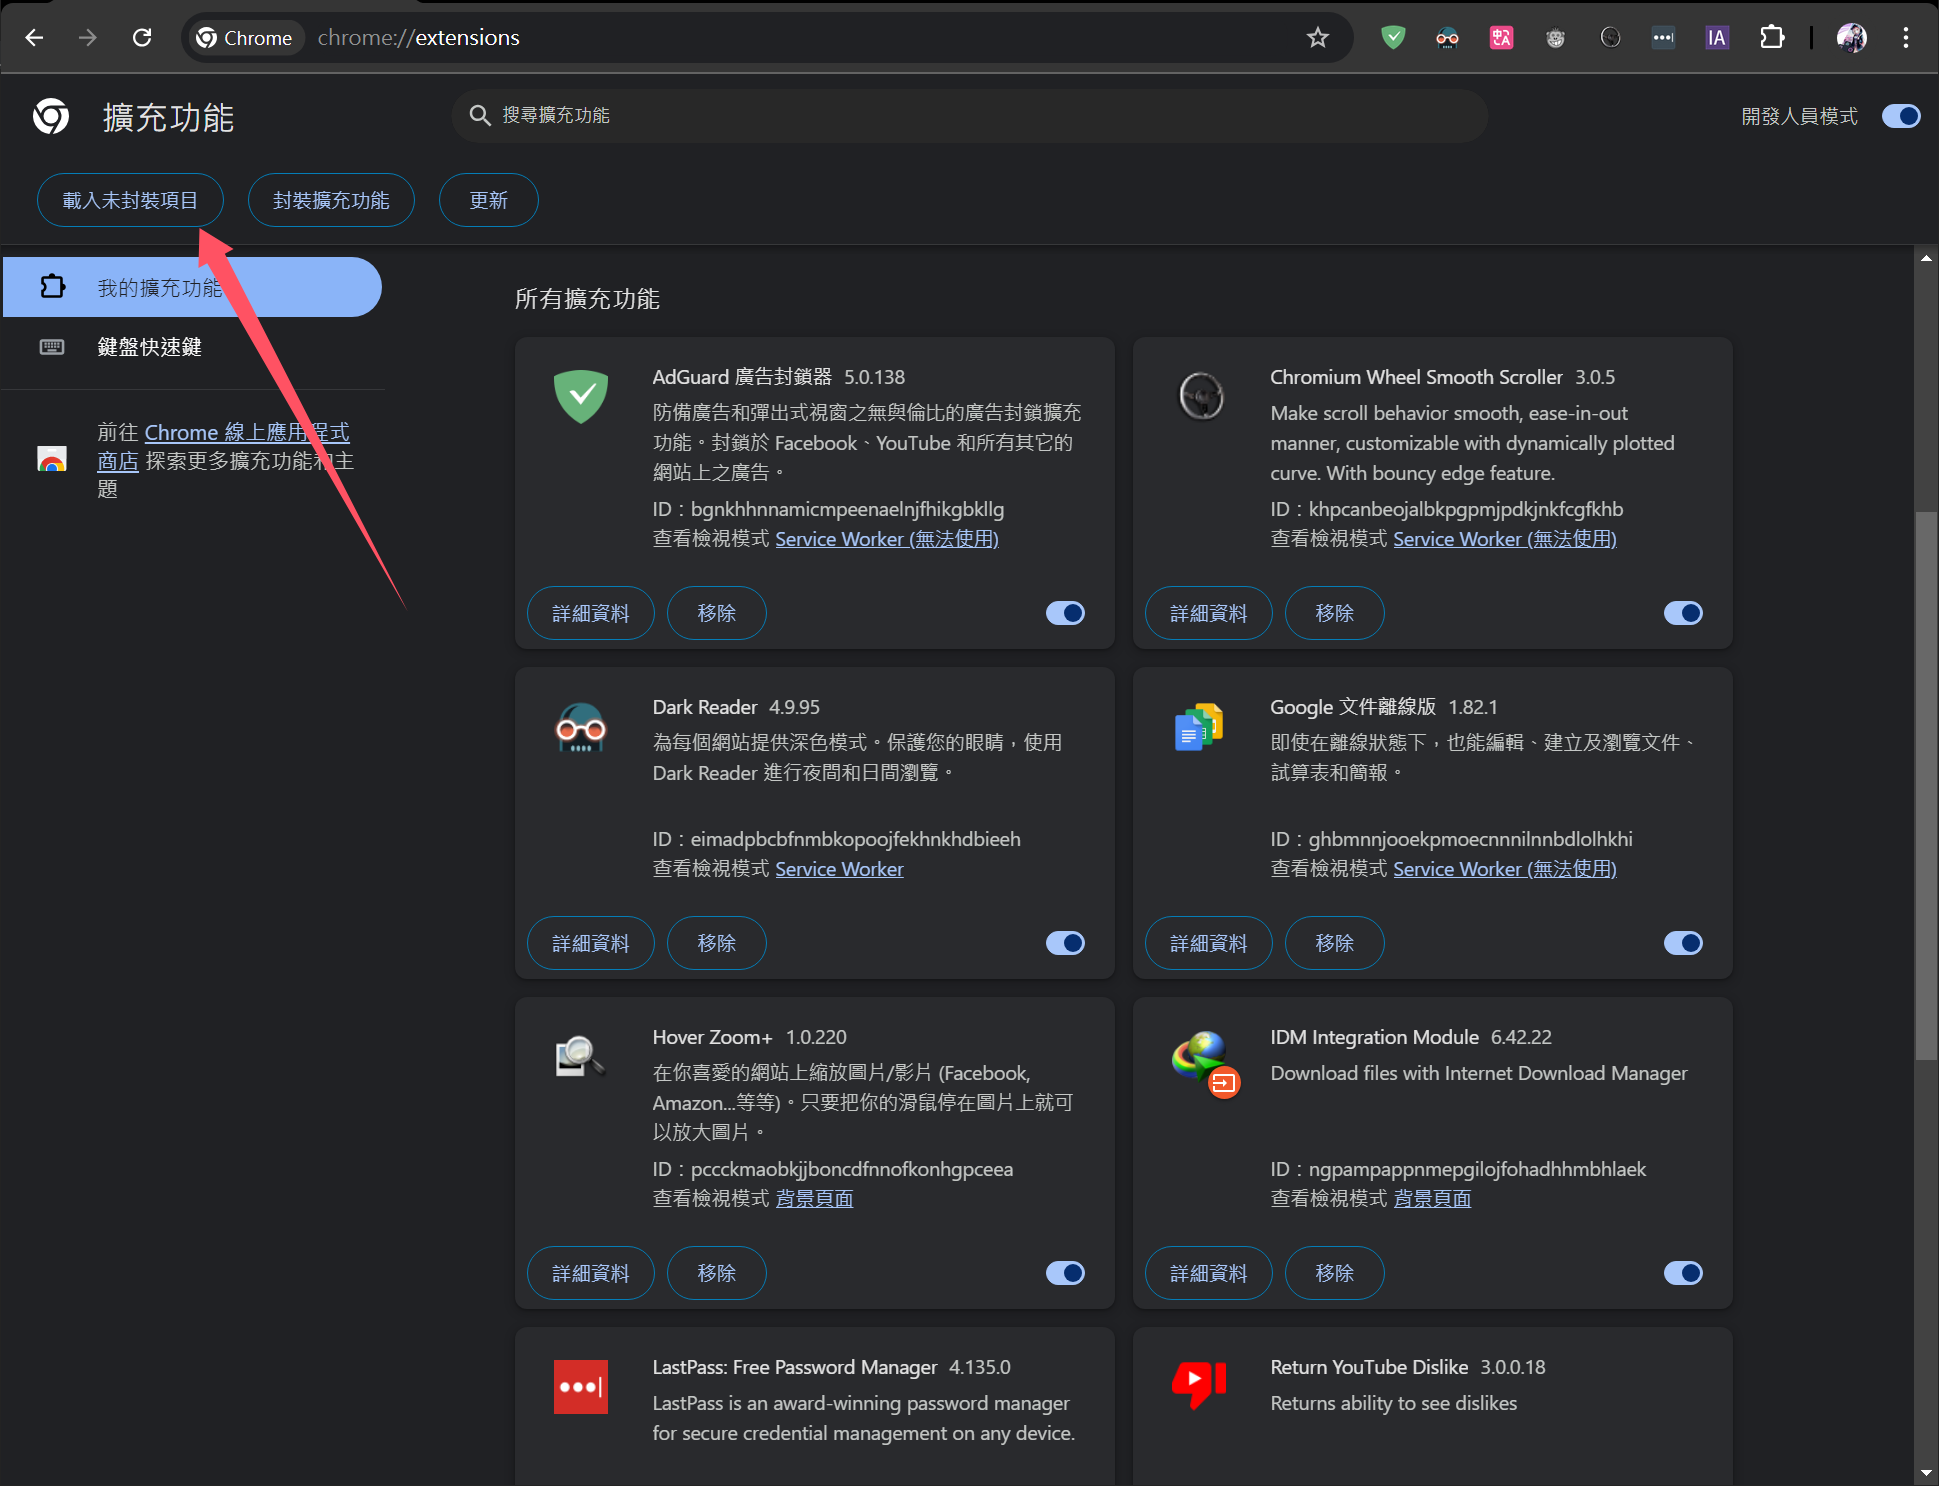 Chrome
chrome://extensions
中A
IA
擴充功能
搜尋擴充功能
開發人員模式
載入未封裝項目
封裝擴充功能
更新
我的擴充功能
鍵盤快速鍵
前往 Chrome 線上應用程式
商店 探索更多擴充功能和主
題
所有擴充功能
AdGuard 廣告封鎖器 5.0.138
防備廣告和彈出式視窗之無與倫比的廣告封鎖擴充
功能。封鎖於 Facebook、YouTube 和所有其它的
網站上之廣告。
ID：bgnkhhnnamicmpeenaelnjfhikgbkllg
查看檢視模式 Service Worker (無法使用)
詳細資料
移除
Chromium Wheel Smooth Scroller 3.0.5
Make scroll behavior smooth, ease-in-out
manner, customizable with dynamically plotted
curve. With bouncy edge feature.
ID：khpcanbeojalbkpgpmjpdkjnkfcgfkhb
查看檢視模式 Service Worker (無法使用)
詳細資料
移除
Dark Reader 4.9.95
為每個網站提供深色模式。保護您的眼睛，使用
Dark Reader 進行夜間和日間瀏覽。
ID：eimadpbcbfnmbkopoojfekhnkhdbieeh
查看檢視模式 Service Worker
詳細資料
移除
Google 文件離線版 1.82.1
即使在離線狀態下，也能編輯、建立及瀏覽文件、
試算表和簡報。
ID：ghbmnnjooekpmoecnnnilnnbdlolhkhi
查看檢視模式 Service Worker (無法使用)
詳細資料
移除
Hover Zoom+ 1.0.220
在你喜愛的網站上縮放圖片/影片 (Facebook,
Amazon...等等)。只要把你的滑鼠停在圖片上就可
以放大圖片。
ID：pccckmaobkjjboncdfnnofkonhgpceea
查看檢視模式 背景頁面
詳細資料
移除
IDM Integration Module 6.42.22
Download files with Internet Download Manager
ID：ngpampappnmepgilojfohadhhmbhlaek
查看檢視模式 背景頁面
詳細資料
移除
LastPass: Free Password Manager 4.135.0
LastPass is an award-winning password manager
for secure credential management on any device.
Return YouTube Dislike 3.0.0.18
Returns ability to see dislikes